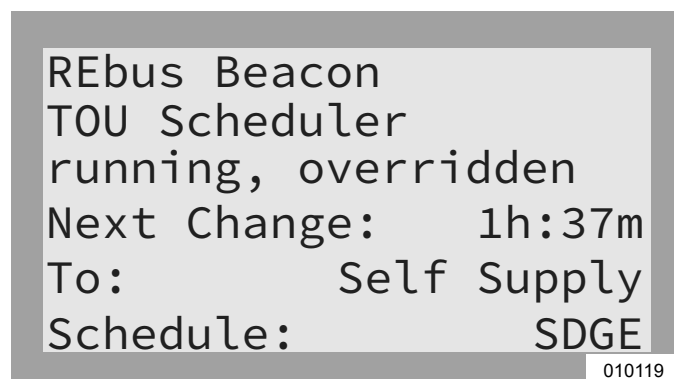 REbus Beacon
TOU Scheduler
running, overridden
Next Change: 1h:37m
To: Self Supply
Schedule: SDGE
010119